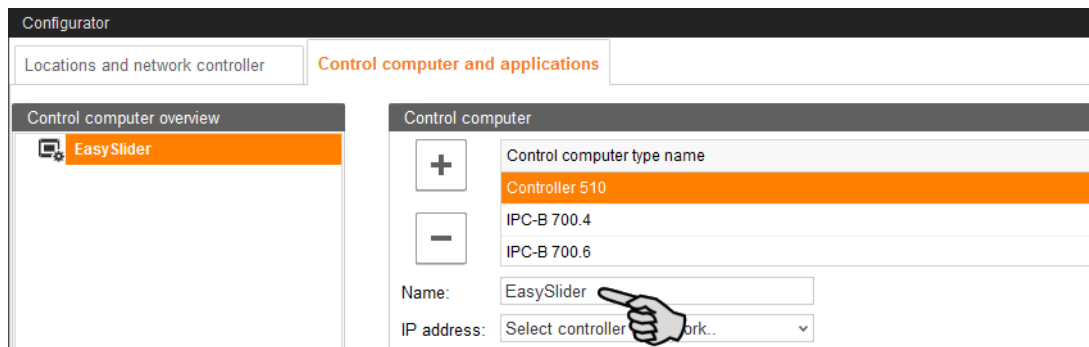 Configurator
Locations and network controller
Control computer and applications
Control computer overview
EasySlider
Control computer
+
Control computer type name
Controller 510
IPC-B 700.4
IPC-B 700.6
−
Name: EasySlider
IP address: Select controller ork..